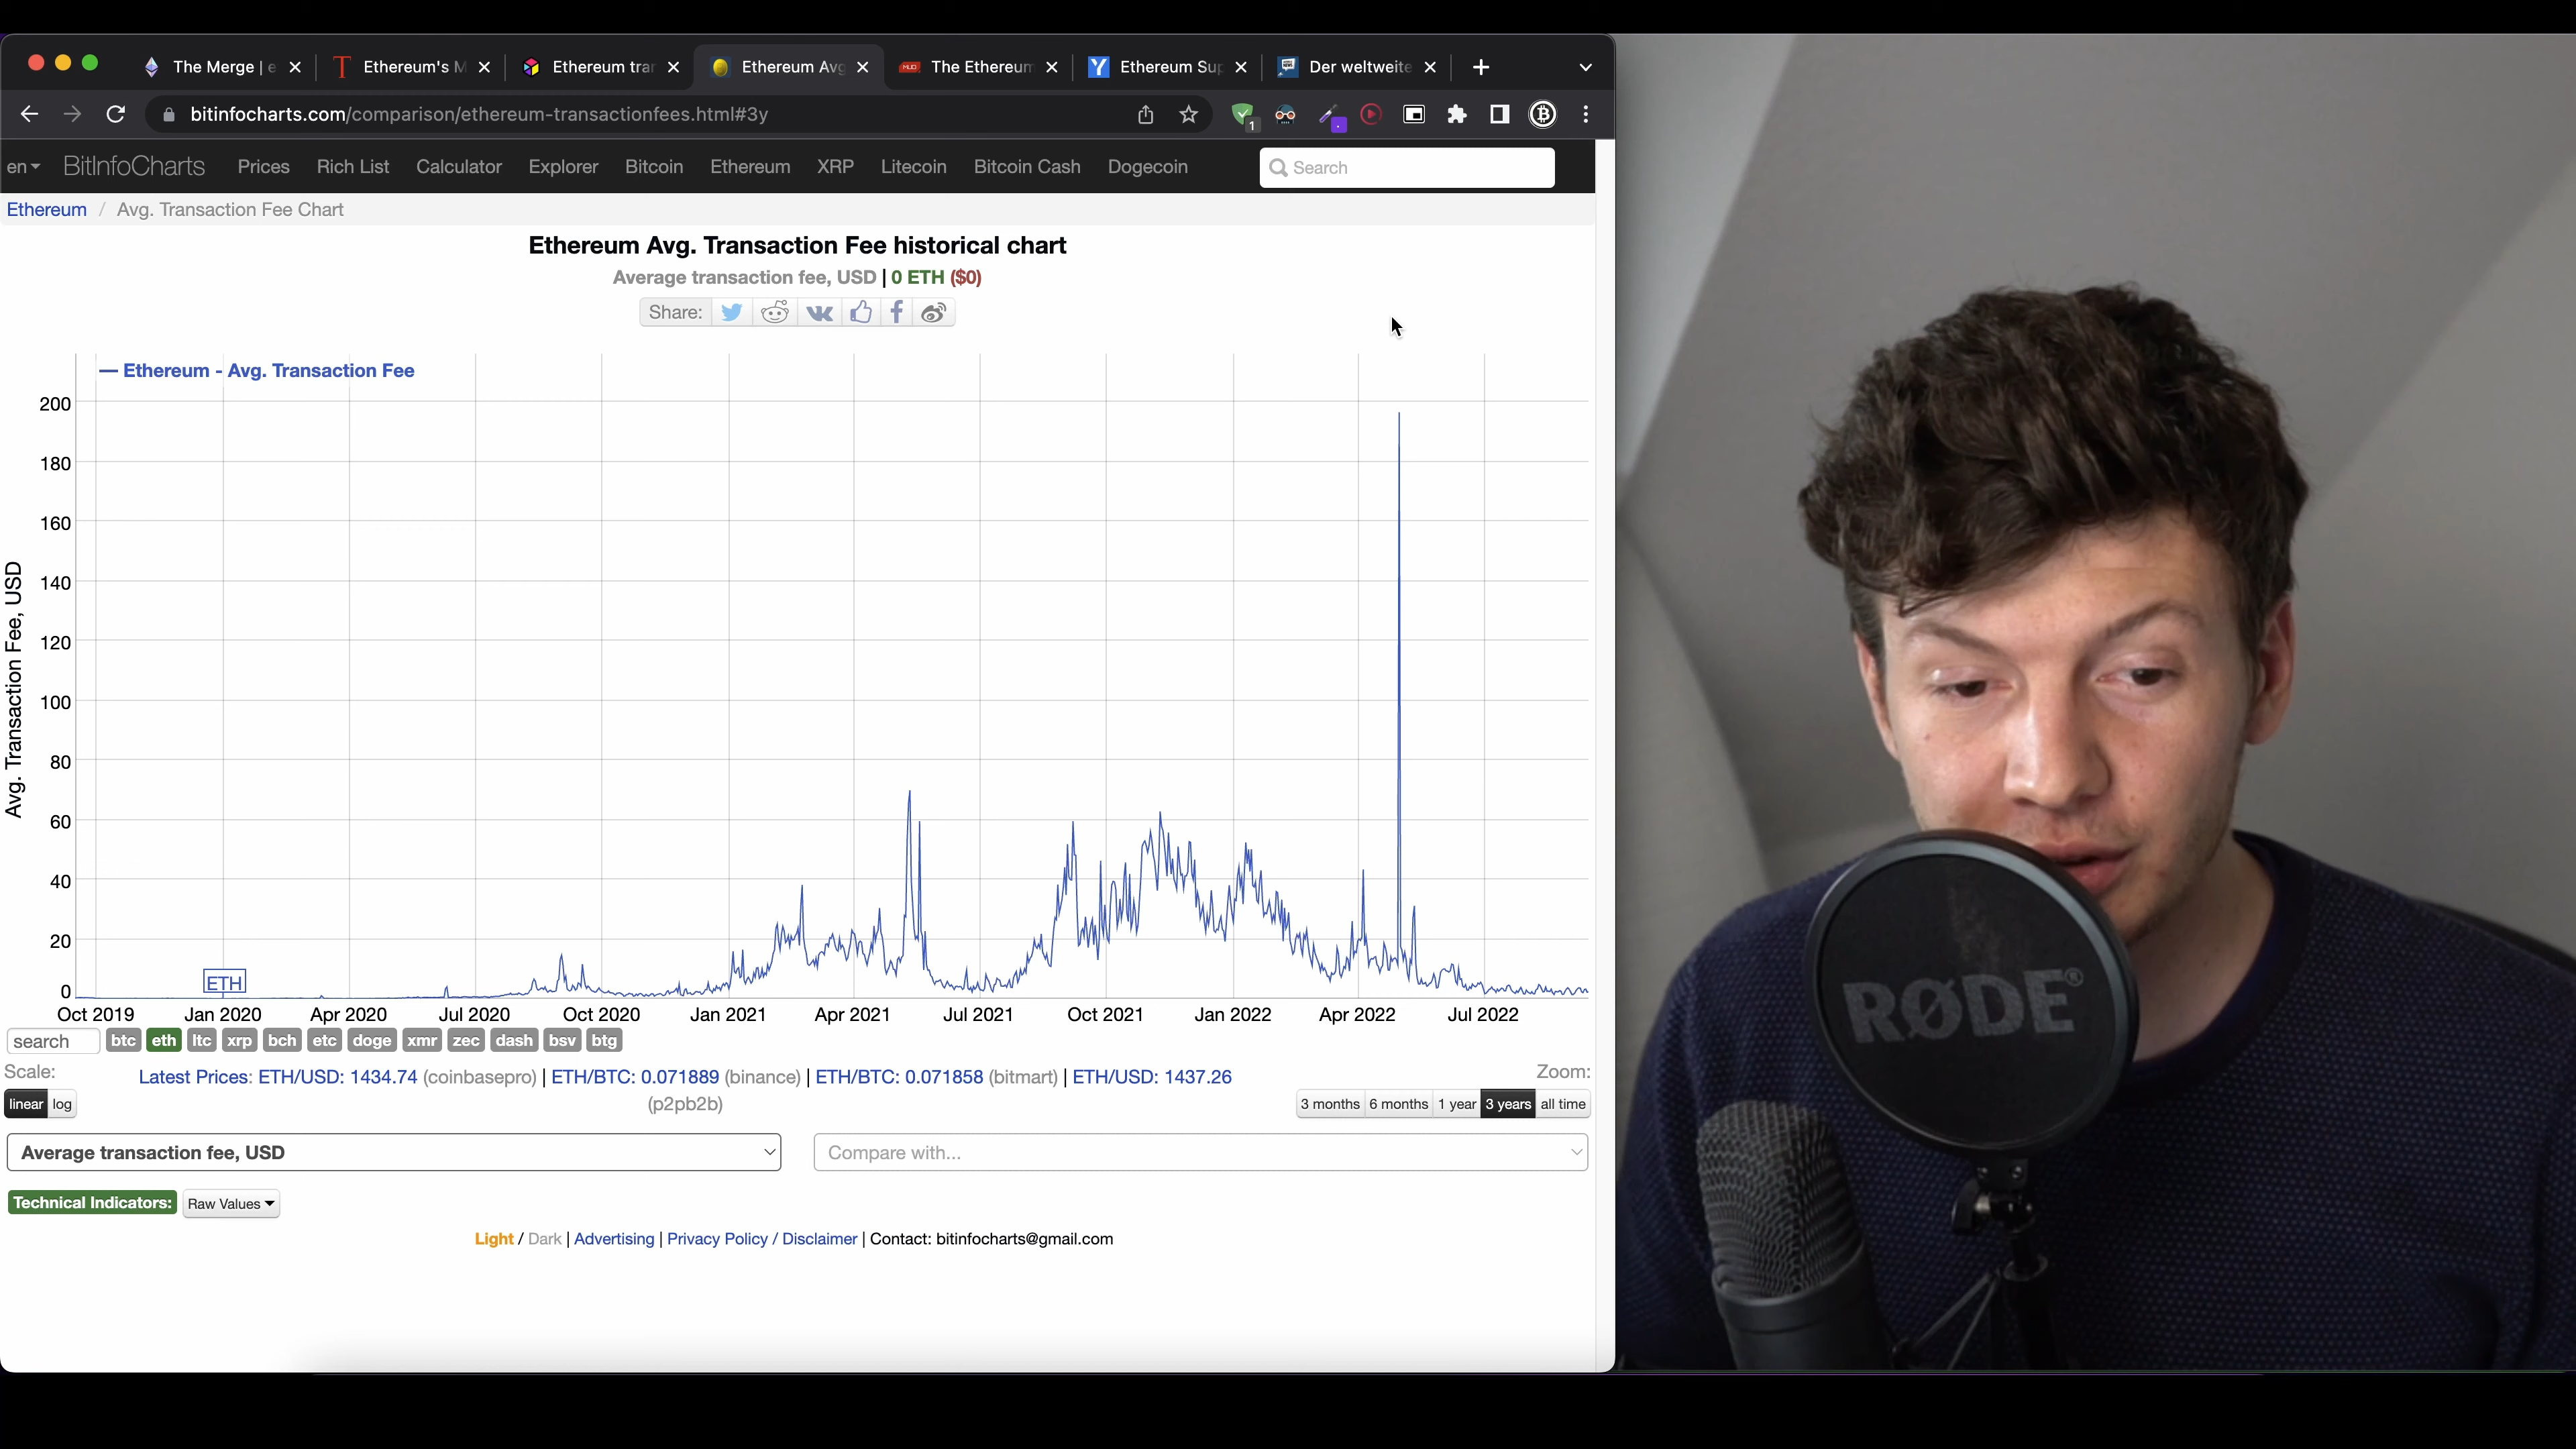 The Merge | e
Ethereum's M
Ethereum tran
Ethereum Avg
The Ethereum
Ethereum Sup
Der weltweite
bitinfocharts.com/comparison/ethereum-transactionfees.html#3y
1
en
BitInfoCharts
Prices
Rich List
Calculator
Explorer
Bitcoin
Ethereum
XRP
Litecoin
Bitcoin Cash
Dogecoin
Search
Ethereum / Avg. Transaction Fee Chart
Ethereum Avg. Transaction Fee historical chart
Average transaction fee, USD | 0 ETH ($0)
Share:
Ethereum - Avg. Transaction Fee
Avg. Transaction Fee, USD
200
180
160
140
120
100
80
60
40
20
0
ETH
Oct 2019 Jan 2020 Apr 2020 Jul 2020 Oct 2020 Jan 2021 Apr 2021 Jul 2021 Oct 2021 Jan 2022 Apr 2022 Jul 2022
search btc eth ltc xrp bch etc doge xmr zec dash bsv btg
Scale:
linear log
Latest Prices: ETH/USD: 1434.74 (coinbasepro) | ETH/BTC: 0.071889 (binance) | ETH/BTC: 0.071858 (bitmart) | ETH/USD: 1437.26
(p2pb2b)
Zoom:
3 months 6 months 1 year 3 years all time
Average transaction fee, USD
Compare with...
Technical Indicators: Raw Values
Light / Dark | Advertising | Privacy Policy / Disclaimer | Contact: bitinfocharts@gmail.com
RØDE®